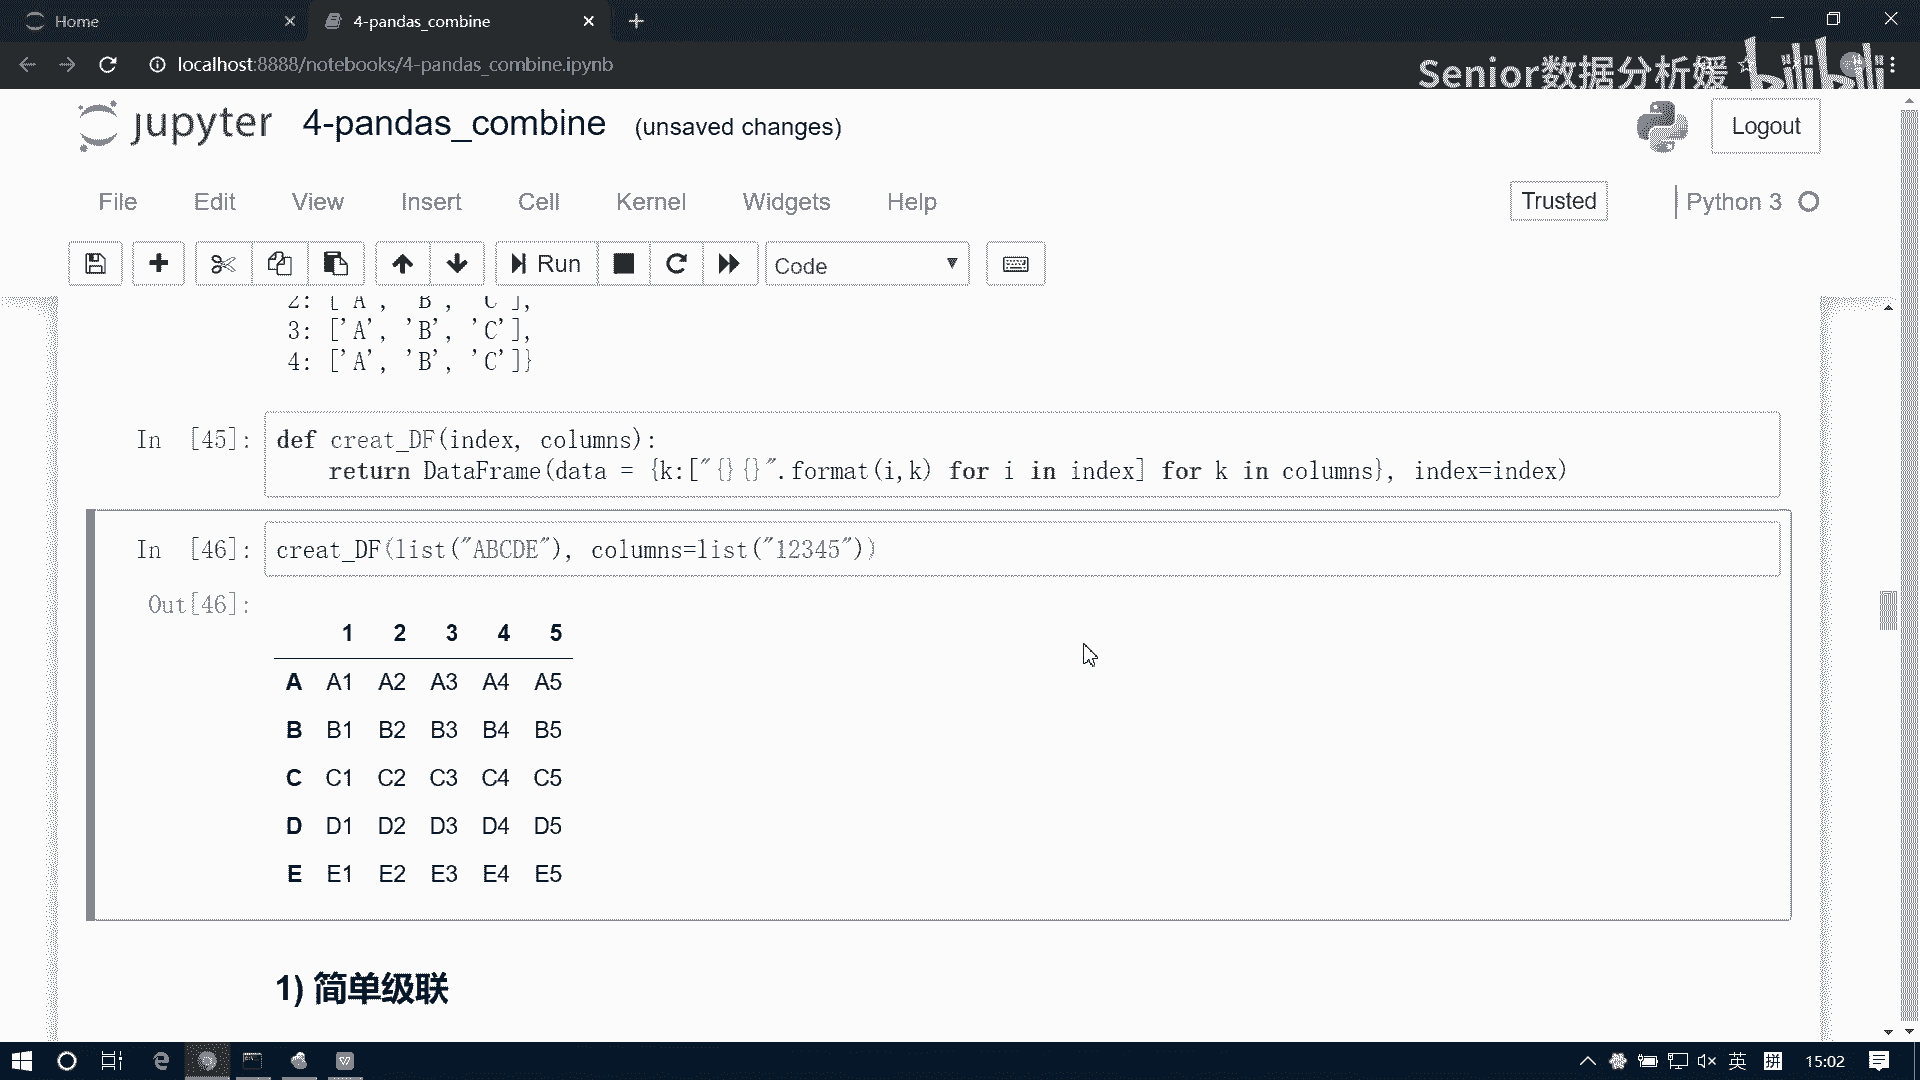 Home
4-pandas_combine
localhost:8888/notebooks/4-pandas_combine.ipynb
Senior数据分析媛 bilibili
jupyter 4-pandas_combine (unsaved changes)
Logout
File Edit View Insert Cell Kernel Widgets Help
Trusted
Python 3
Run
Code
2: ['A', 'B', 'C'],
3: ['A', 'B', 'C'],
4: ['A', 'B', 'C']}
In [45]: def creat_DF(index, columns):
return DataFrame(data = {k:["{}{}".format(i,k) for i in index] for k in columns}, index=index)
In [46]: creat_DF(list("ABCDE"), columns=list("12345"))
Out[46]:
1 2 3 4 5
A A1 A2 A3 A4 A5
B B1 B2 B3 B4 B5
C C1 C2 C3 C4 C5
D D1 D2 D3 D4 D5
E E1 E2 E3 E4 E5
1) 简单级联
英 拼 15:02